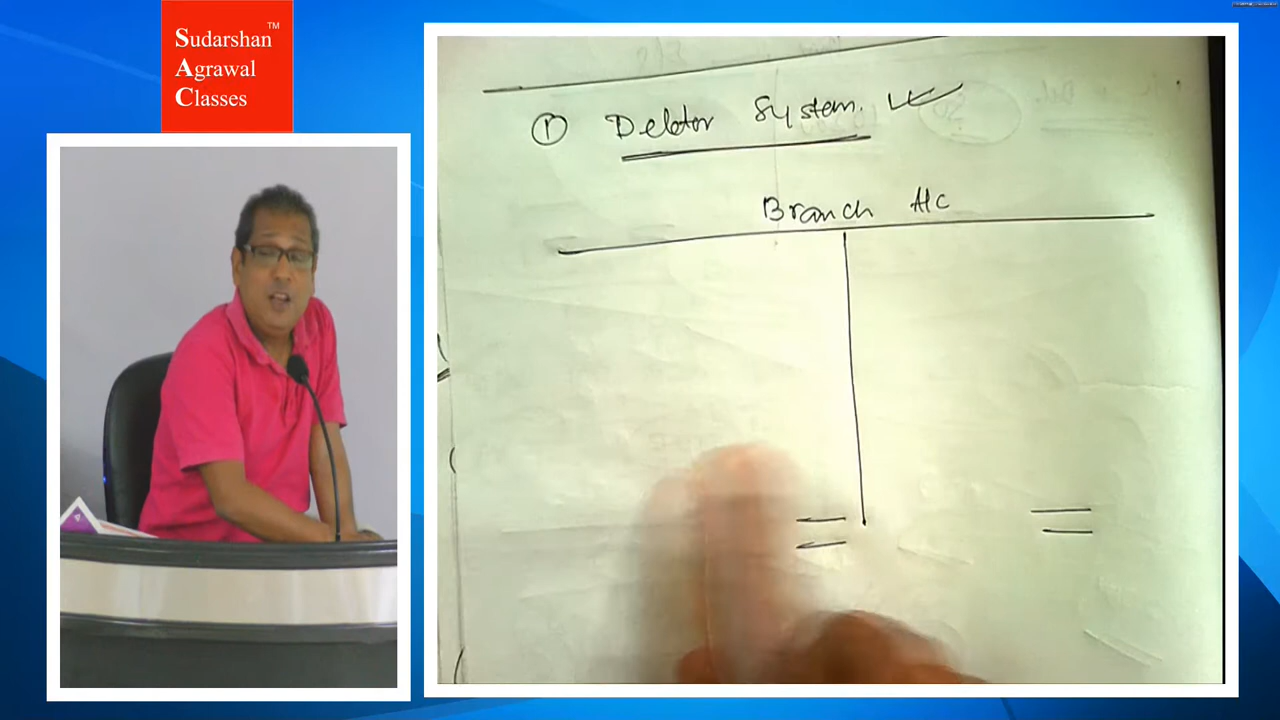 Sudarshan™
Agrawal
Classes
① Debtor System.
Branch A/c